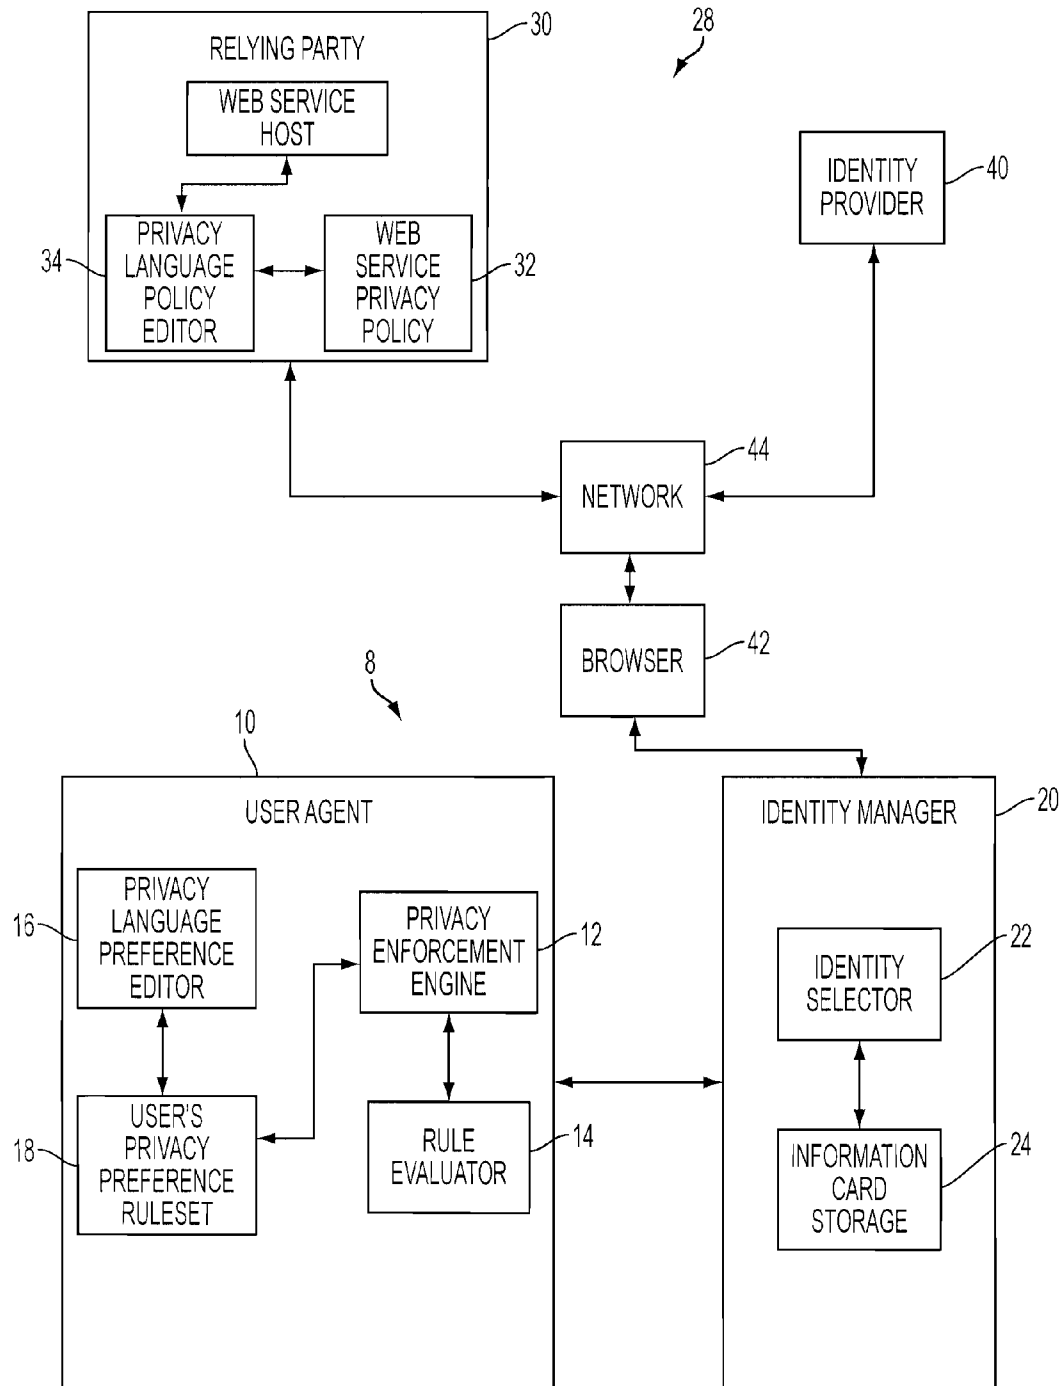 RELYING PARTY
30
28
WEB SERVICE
HOST
IDENTITY
PROVIDER
40
34
PRIVACY
LANGUAGE
POLICY
EDITOR
WEB
SERVICE
PRIVACY
POLICY
32
44
NETWORK
BROWSER
42
8
10
USER AGENT
IDENTITY MANAGER
20
16
PRIVACY
LANGUAGE
PREFERENCE
EDITOR
PRIVACY
ENFORCEMENT
ENGINE
12
IDENTITY
SELECTOR
22
18
USER'S
PRIVACY
PREFERENCE
RULESET
RULE
EVALUATOR
14
INFORMATION
CARD
STORAGE
24